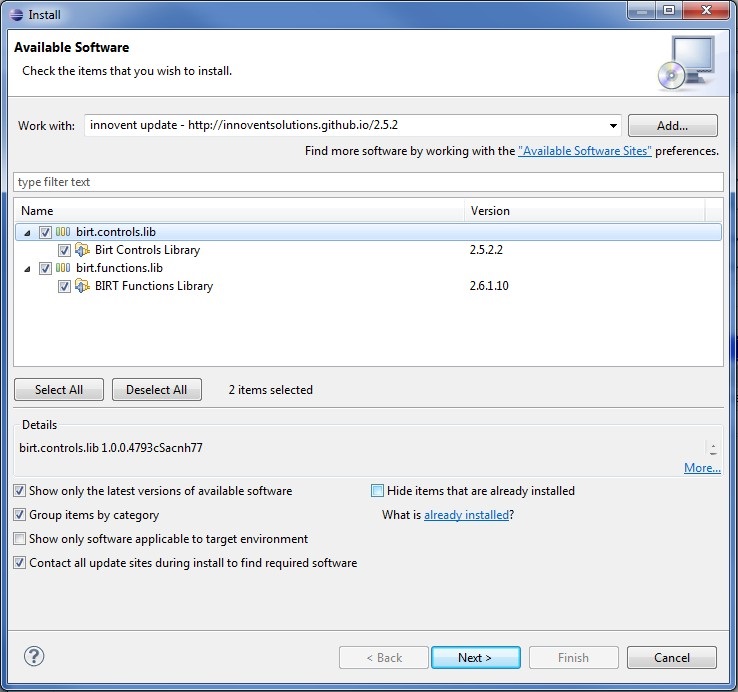 Install
Available Software
Check the items that you wish to install.
Work with: innovent update - http://innoventsolutions.github.io/2.5.2 Add...
Find more software by working with the "Available Software Sites" preferences.
type filter text
Name Version
birt.controls.lib
Birt Controls Library 2.5.2.2
birt.functions.lib
BIRT Functions Library 2.6.1.10
Select All Deselect All 2 items selected
Details
birt.controls.lib 1.0.0.4793cSacnh77
More...
Show only the latest versions of available software Hide items that are already installed
Group items by category What is already installed?
Show only software applicable to target environment
Contact all update sites during install to find required software
? < Back Next > Finish Cancel